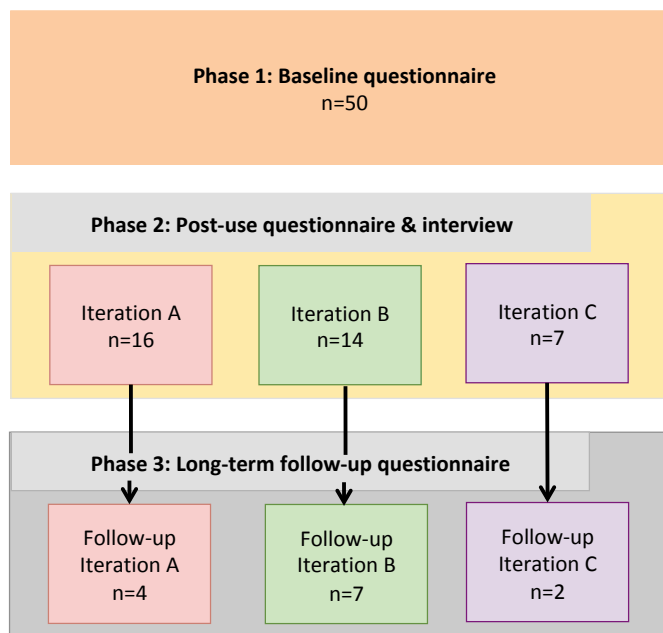 Phase 1: Baseline questionnaire
n=50
Phase 2: Post-use questionnaire & interview
Iteration A
n=16
Iteration B
n=14
Iteration C
n=7
Phase 3: Long-term follow-up questionnaire
Follow-up
Iteration A
n=4
Follow-up
Iteration B
n=7
Follow-up
Iteration C
n=2